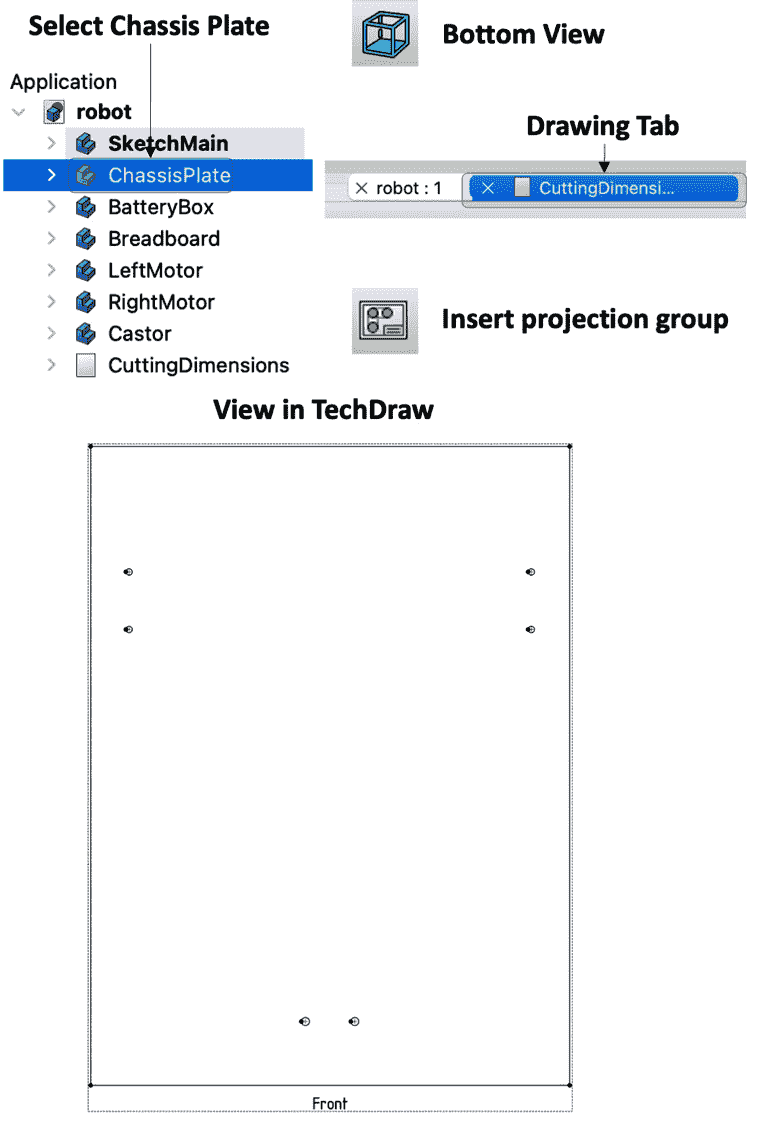 Select Chassis Plate
Bottom View
Application
robot
SketchMain
ChassisPlate
BatteryBox
Breadboard
LeftMotor
RightMotor
Castor
CuttingDimensions
Drawing Tab
robot : 1
CuttingDimensi...
Insert projection group
View in TechDraw
Front